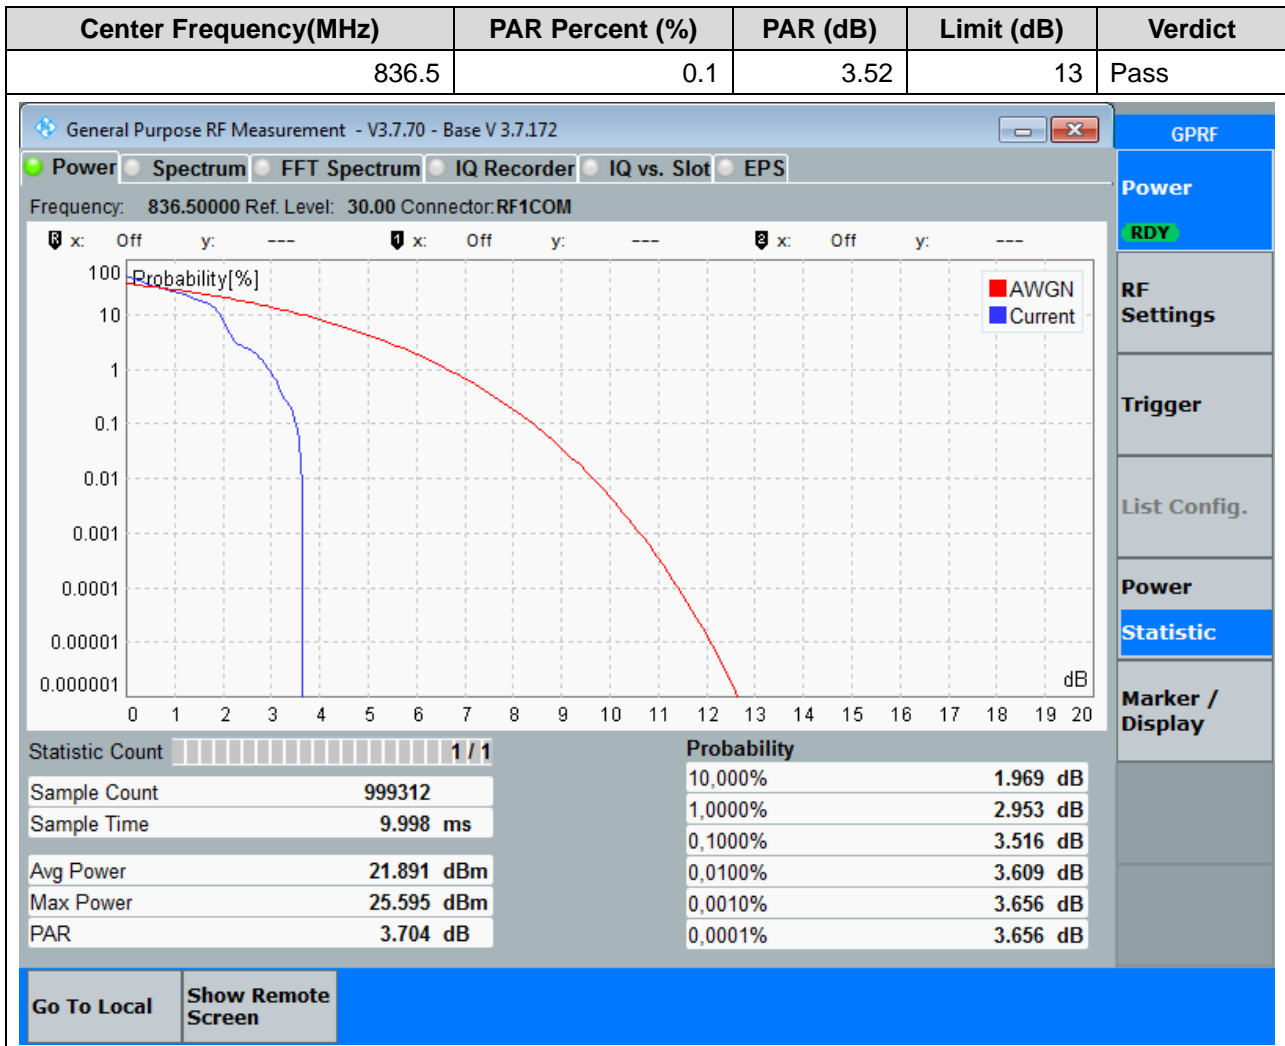 Center Frequency(MHz) PAR Percent (%) PAR (dB) Limit (dB) Verdict
836.5 0.1 3.52 13 Pass
General Purpose RF Measurement - V3.7.70 - Base V 3.7.172
GPRF
Power Spectrum FFT Spectrum IQ Recorder IQ vs. Slot EPS
Frequency: 836.50000 Ref. Level: 30.00 Connector: RF1COM
R x: Off y: --- 1 x: Off y: --- 2 x: Off y: ---
Probability[%]
100
10
1
0.1
0.01
0.001
0.0001
0.00001
0.000001
AWGN
Current
dB
0 1 2 3 4 5 6 7 8 9 10 11 12 13 14 15 16 17 18 19 20
Statistic Count 1 / 1
Sample Count 999312
Sample Time 9.998 ms
Avg Power 21.891 dBm
Max Power 25.595 dBm
PAR 3.704 dB
Probability
10,000% 1.969 dB
1,0000% 2.953 dB
0,1000% 3.516 dB
0,0100% 3.609 dB
0,0010% 3.656 dB
0,0001% 3.656 dB
Power
RDY
RF
Settings
Trigger
List Config.
Power
Statistic
Marker /
Display
Go To Local
Show Remote
Screen